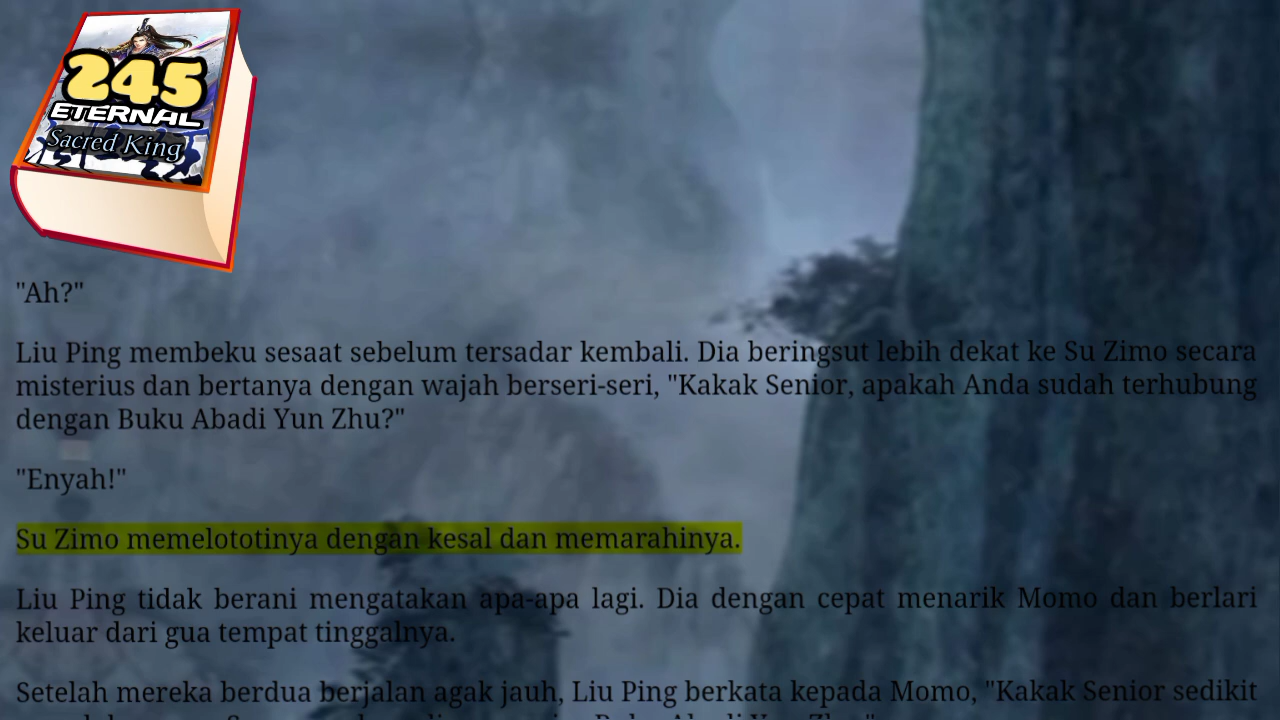 245
ETERNAL
Sacred King
"Ah?"
Liu Ping membeku sesaat sebelum tersadar kembali. Dia beringsut lebih dekat ke Su Zimo secara
misterius dan bertanya dengan wajah berseri-seri, "Kakak Senior, apakah Anda sudah terhubung
dengan Buku Abadi Yun Zhu?"
"Enyah!"
Su Zimo memelototinya dengan kesal dan memarahinya.
Liu Ping tidak berani mengatakan apa-apa lagi. Dia dengan cepat menarik Momo dan berlari
keluar dari gua tempat tinggalnya.
Setelah mereka berdua berjalan agak jauh, Liu Ping berkata kepada Momo, "Kakak Senior sedikit